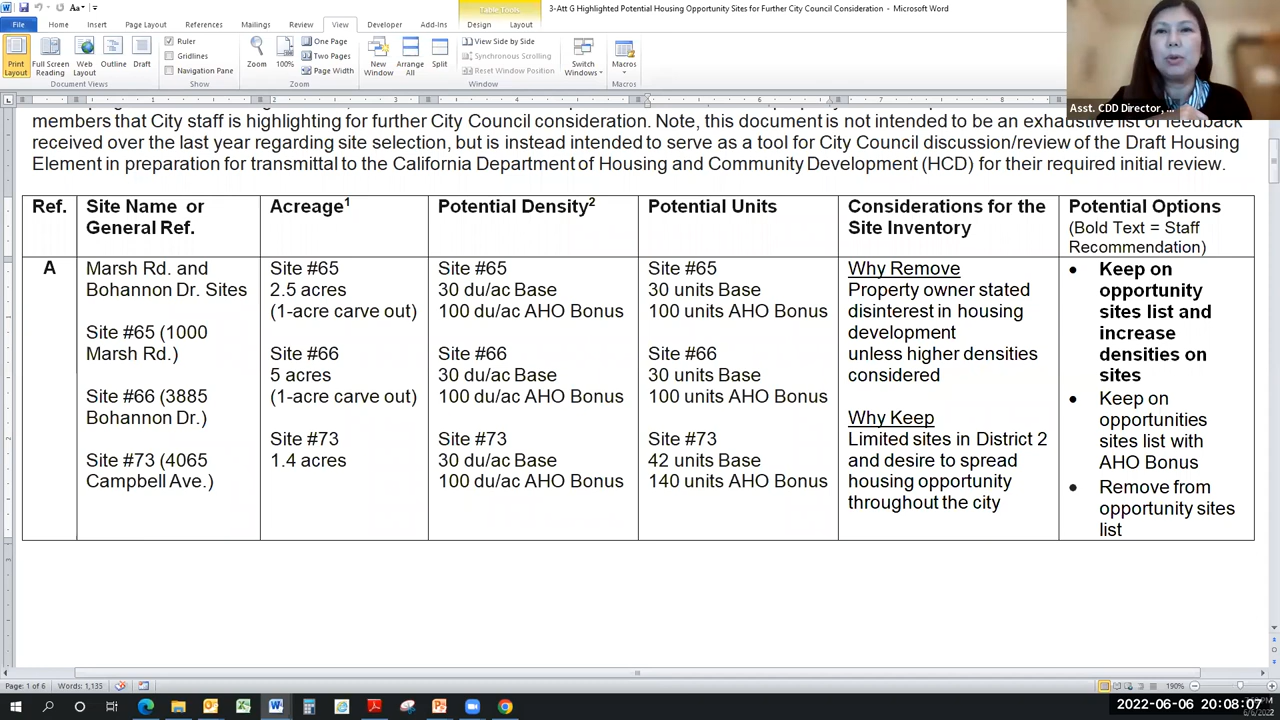 Table Tools
3-Att G Highlighted Potential Housing Opportunity Sites for Further City Council Consideration - Microsoft Word
File Home Insert Page Layout References Mailings Review View Developer Add-Ins Design Layout
Print Layout
Full Screen Reading
Web Layout
Outline
Draft
Document Views
Ruler
Gridlines
Navigation Pane
Show
Zoom
100%
One Page
Two Pages
Page Width
Zoom
New Window
Arrange All
Split
View Side by Side
Synchronous Scrolling
Reset Window Position
Window
Switch Windows
Macros
Macros
Asst. CDD Director, ...
members that City staff is highlighting for further City Council consideration. Note, this document is not intended to be an exhaustive list of feedback
received over the last year regarding site selection, but is instead intended to serve as a tool for City Council discussion/review of the Draft Housing
Element in preparation for transmittal to the California Department of Housing and Community Development (HCD) for their required initial review.
Ref.
Site Name or
General Ref.
Acreage1
Potential Density2
Potential Units
Considerations for the
Site Inventory
Potential Options
(Bold Text = Staff
Recommendation)
A
Marsh Rd. and
Bohannon Dr. Sites
Site #65 (1000
Marsh Rd.)
Site #66 (3885
Bohannon Dr.)
Site #73 (4065
Campbell Ave.)
Site #65
2.5 acres
(1-acre carve out)
Site #66
5 acres
(1-acre carve out)
Site #73
1.4 acres
Site #65
30 du/ac Base
100 du/ac AHO Bonus
Site #66
30 du/ac Base
100 du/ac AHO Bonus
Site #73
30 du/ac Base
100 du/ac AHO Bonus
Site #65
30 units Base
100 units AHO Bonus
Site #66
30 units Base
100 units AHO Bonus
Site #73
42 units Base
140 units AHO Bonus
Why Remove
Property owner stated
disinterest in housing
development
unless higher densities
considered
Why Keep
Limited sites in District 2
and desire to spread
housing opportunity
throughout the city
• Keep on
opportunity
sites list and
increase
densities on
sites
• Keep on
opportunities
sites list with
AHO Bonus
• Remove from
opportunity sites
list
Page: 1 of 6 Words: 1,135
190%
2022-06-06 20:08:07